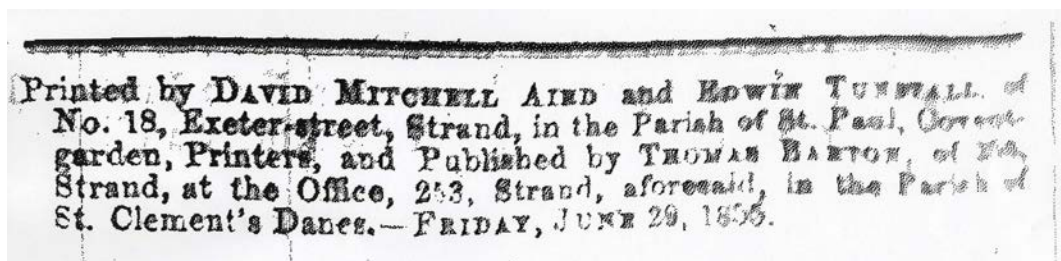 Printed by DAVID MITCHELL AIRD and EDWIN TUNSTALL of
No. 18, Exeter-street, Strand, in the Parish of St. Paul, Covent-
garden, Printers, and Published by THOMAS BARTON, of
Strand, at the Office, 253, Strand, aforesaid, in the Parish of
St. Clement's Danes.—FRIDAY, JUNE 29, 1855.